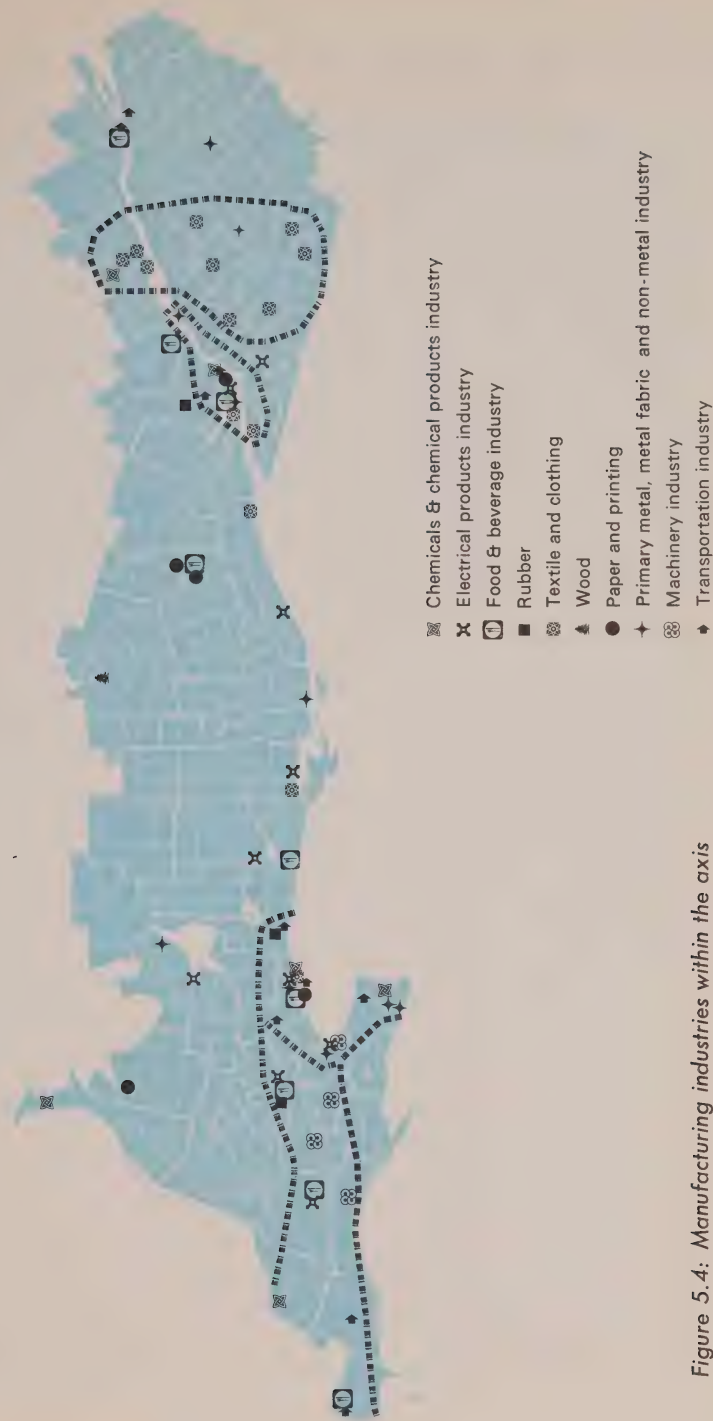 Chemicals & chemical products industry
Electrical products industry
Food & beverage industry
Rubber
Textile and clothing
Wood
Paper and printing
Primary metal, metal fabric and non-metal industry
Machinery industry
Transportation industry
Figure 5.4: Manufacturing industries within the axis